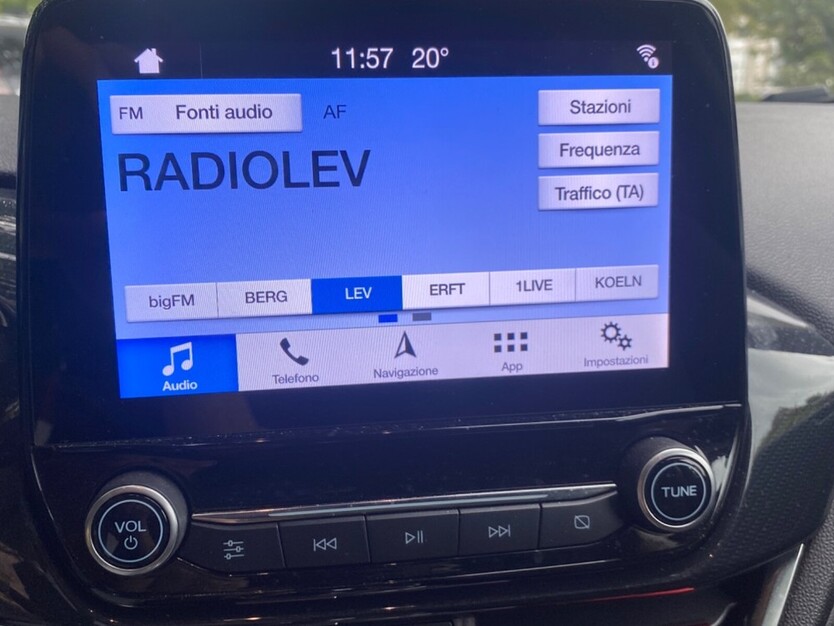 11:57 20°
FM Fonti audio AF Stazioni
RADIOLEV Frequenza
Traffico (TA)
bigFM BERG LEV ERFT 1LIVE KOELN
Audio Telefono Navigazione App Impostazioni
VOL TUNE